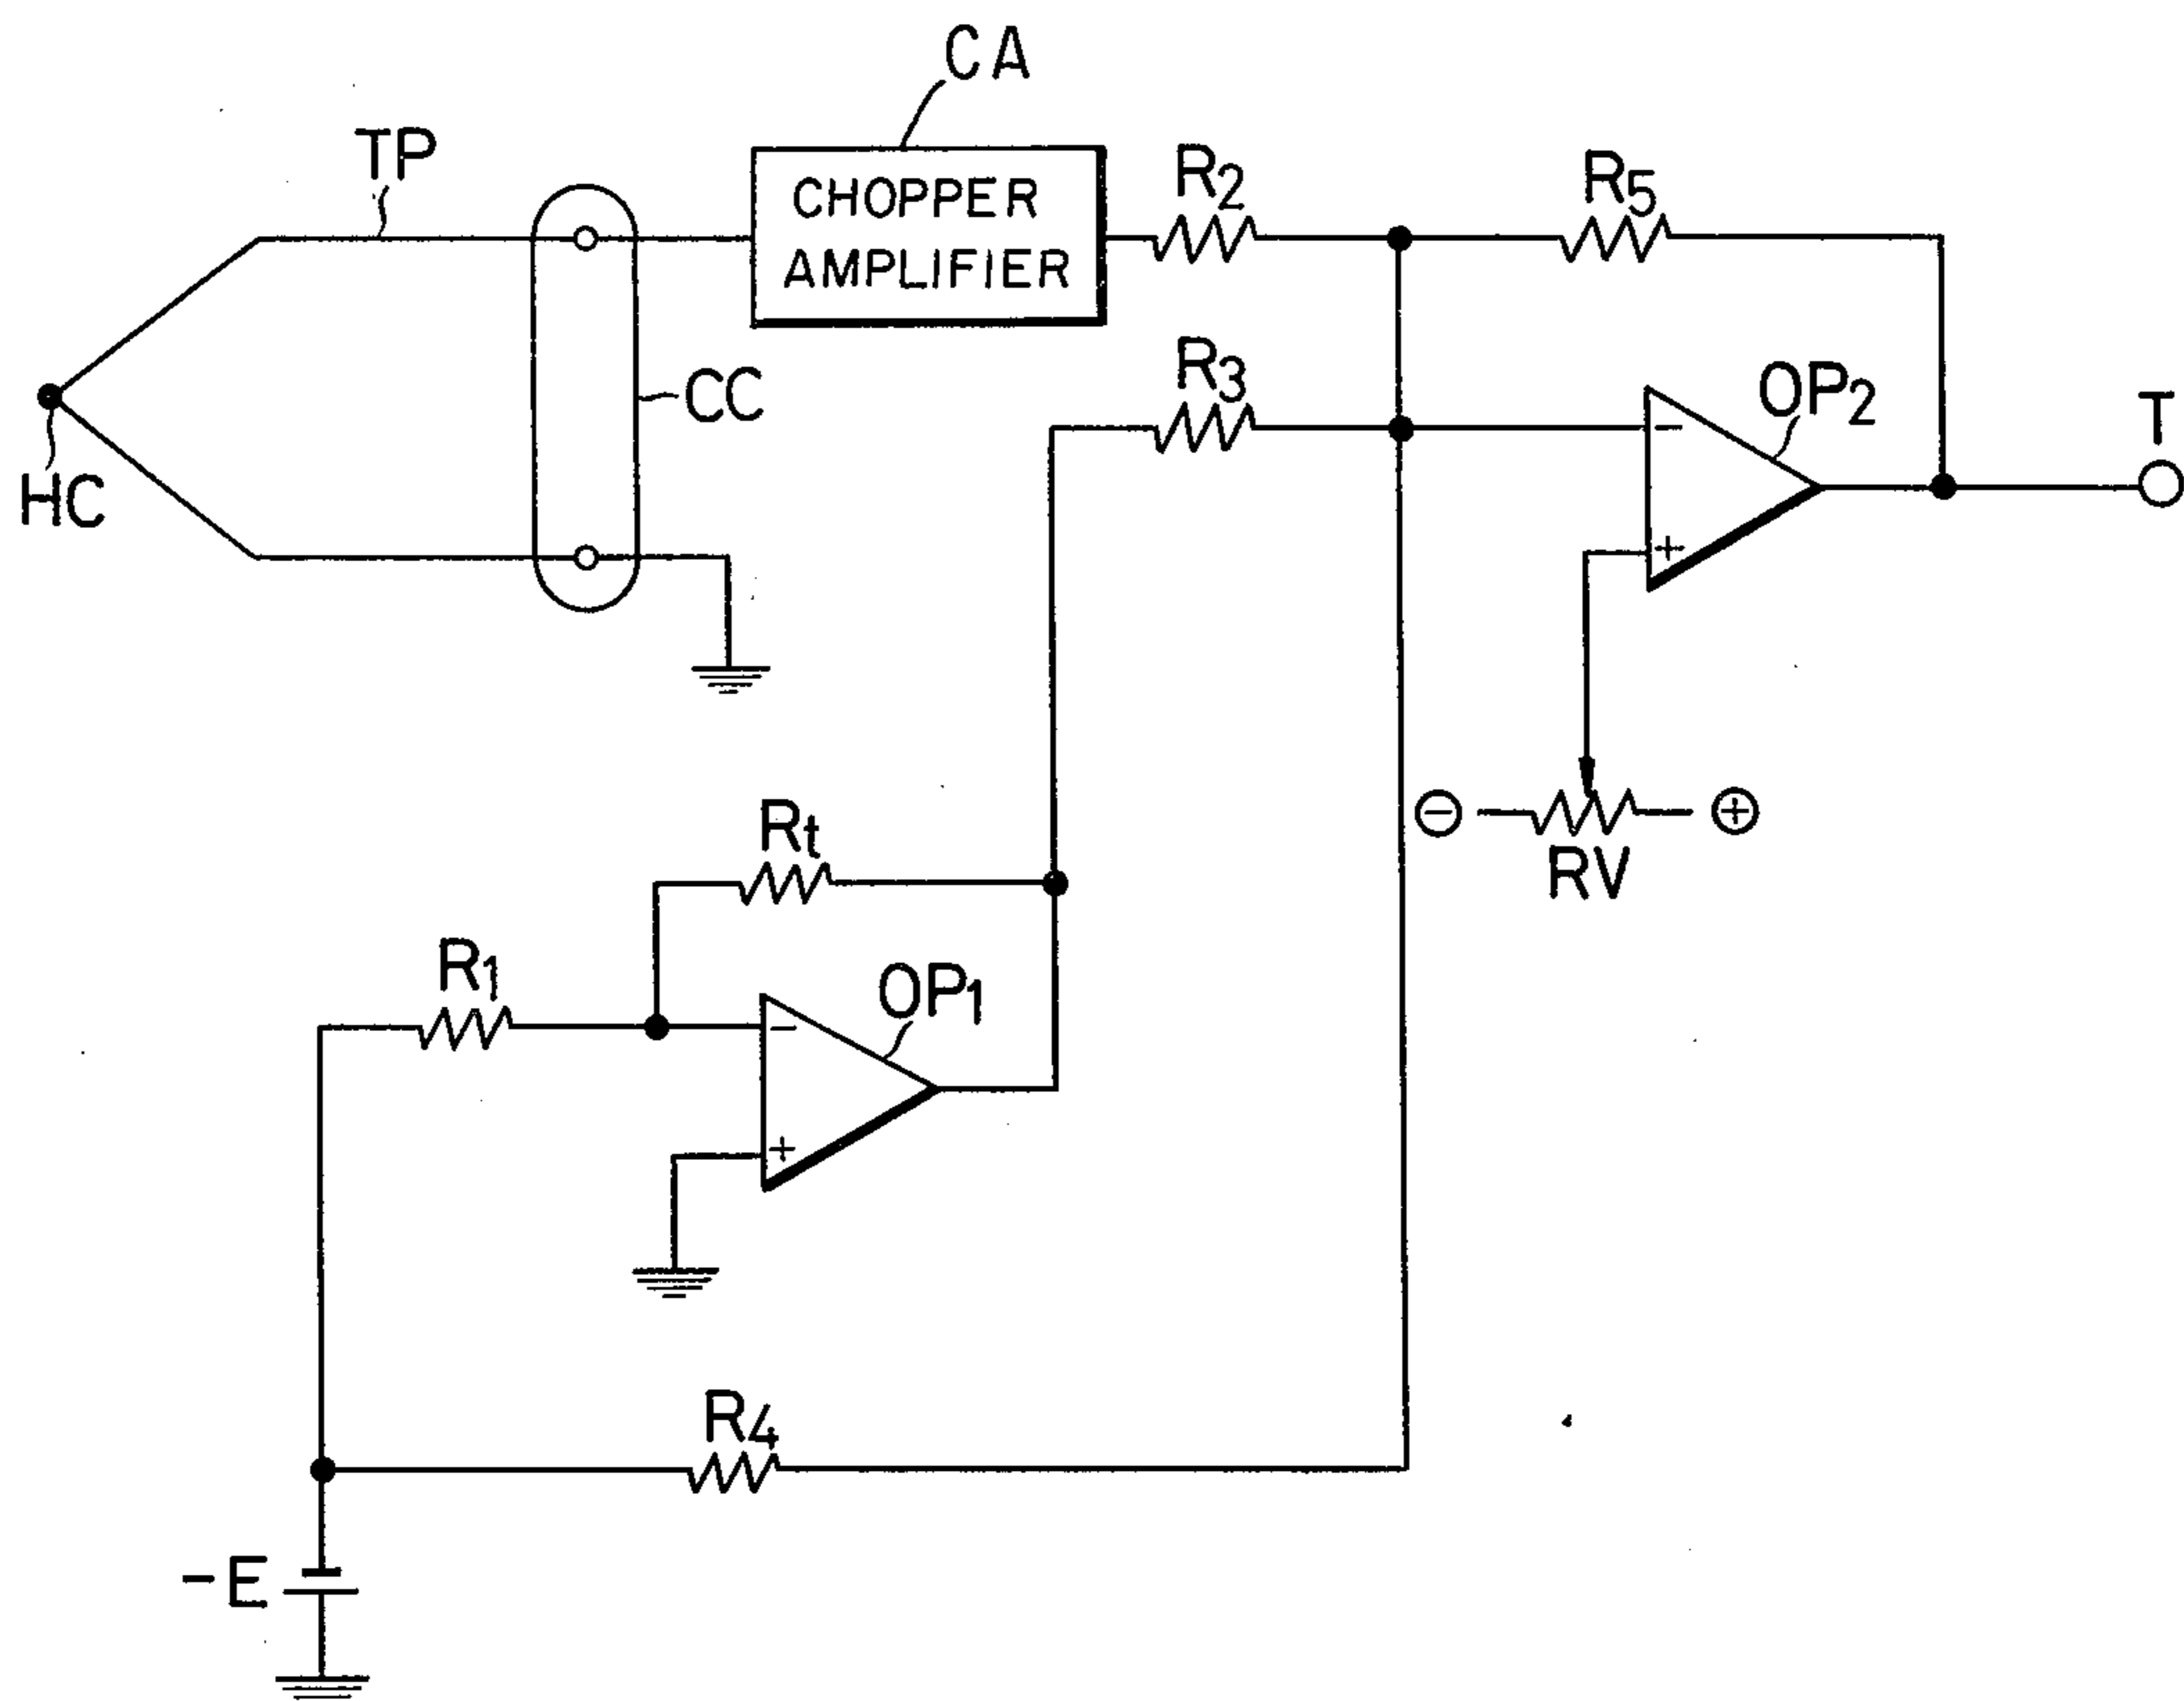 CA
TP
CHOPPER
AMPLIFIER
R2
R5
R3
CC
OP2
T
HC
−
+
Rt
⊖ ⊕
RV
R1
OP1
−
+
R4
-E